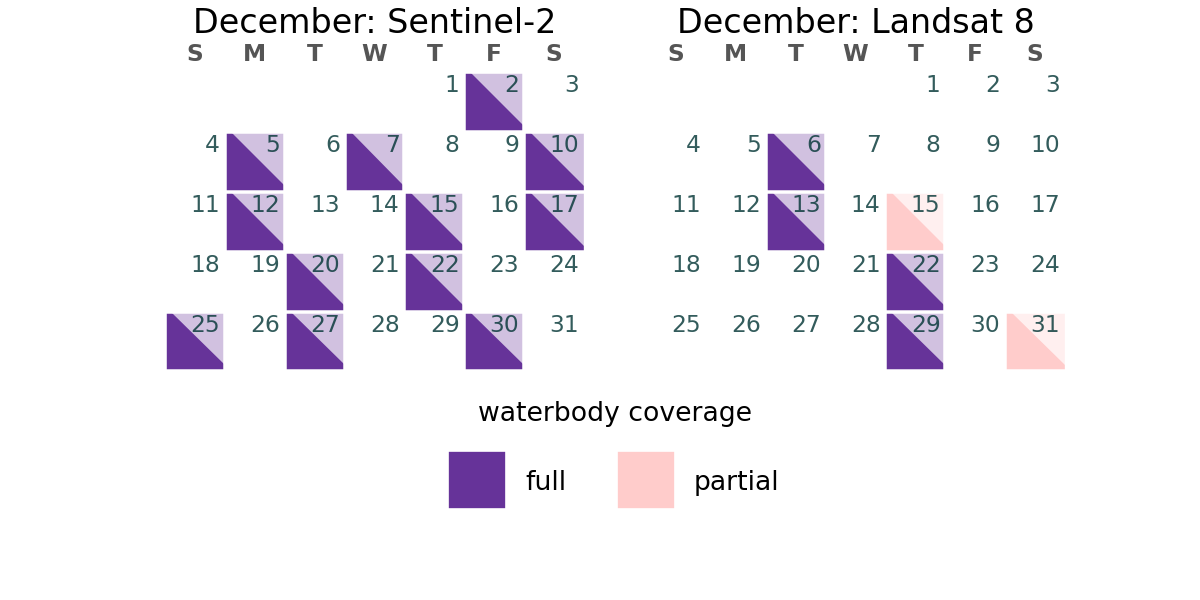 December: Sentinel-2
S M T W T F S
1 2 3
4 5 6 7 8 9 10
11 12 13 14 15 16 17
18 19 20 21 22 23 24
25 26 27 28 29 30 31
December: Landsat 8
S M T W T F S
1 2 3
4 5 6 7 8 9 10
11 12 13 14 15 16 17
18 19 20 21 22 23 24
25 26 27 28 29 30 31
waterbody coverage
full
partial